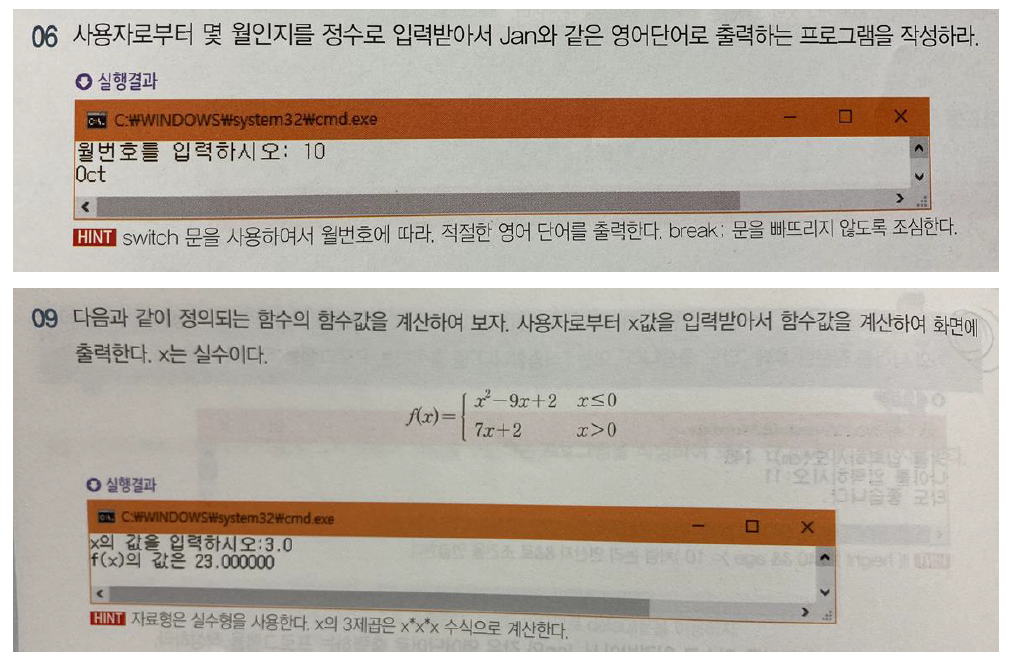 06 사용자로부터 몇 월인지를 정수로 입력받아서 Jan와 같은 영어단어로 출력하는 프로그램을 작성하라.
실행결과
C:₩WINDOWS₩system32₩cmd.exe
월번호를 입력하시오: 10
Oct
HINT switch 문을 사용하여서 월번호에 따라, 적절한 영어 단어를 출력한다. break; 문을 빠뜨리지 않도록 조심한다.
09 다음과 같이 정의되는 함수의 함수값을 계산하여 보자. 사용자로부터 x값을 입력받아서 함수값을 계산하여 화면에
출력한다. x는 실수이다.
f(x)= { x²-9x+2 x≤0
7x+2 x>0
실행결과
C:₩WINDOWS₩system32₩cmd.exe
x의 값을 입력하시오:3.0
f(x)의 값은 23.000000
HINT 자료형은 실수형을 사용한다. x의 3제곱은 x*x*x 수식으로 계산한다.